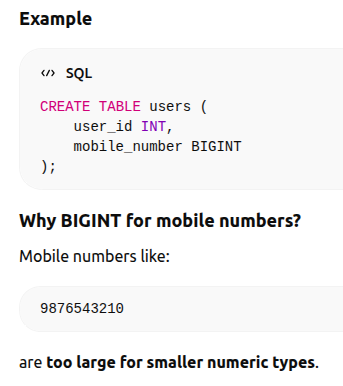 Example
</> SQL
CREATE TABLE users (
    user_id INT,
    mobile_number BIGINT
);
Why BIGINT for mobile numbers?
Mobile numbers like:
9876543210
are too large for smaller numeric types.